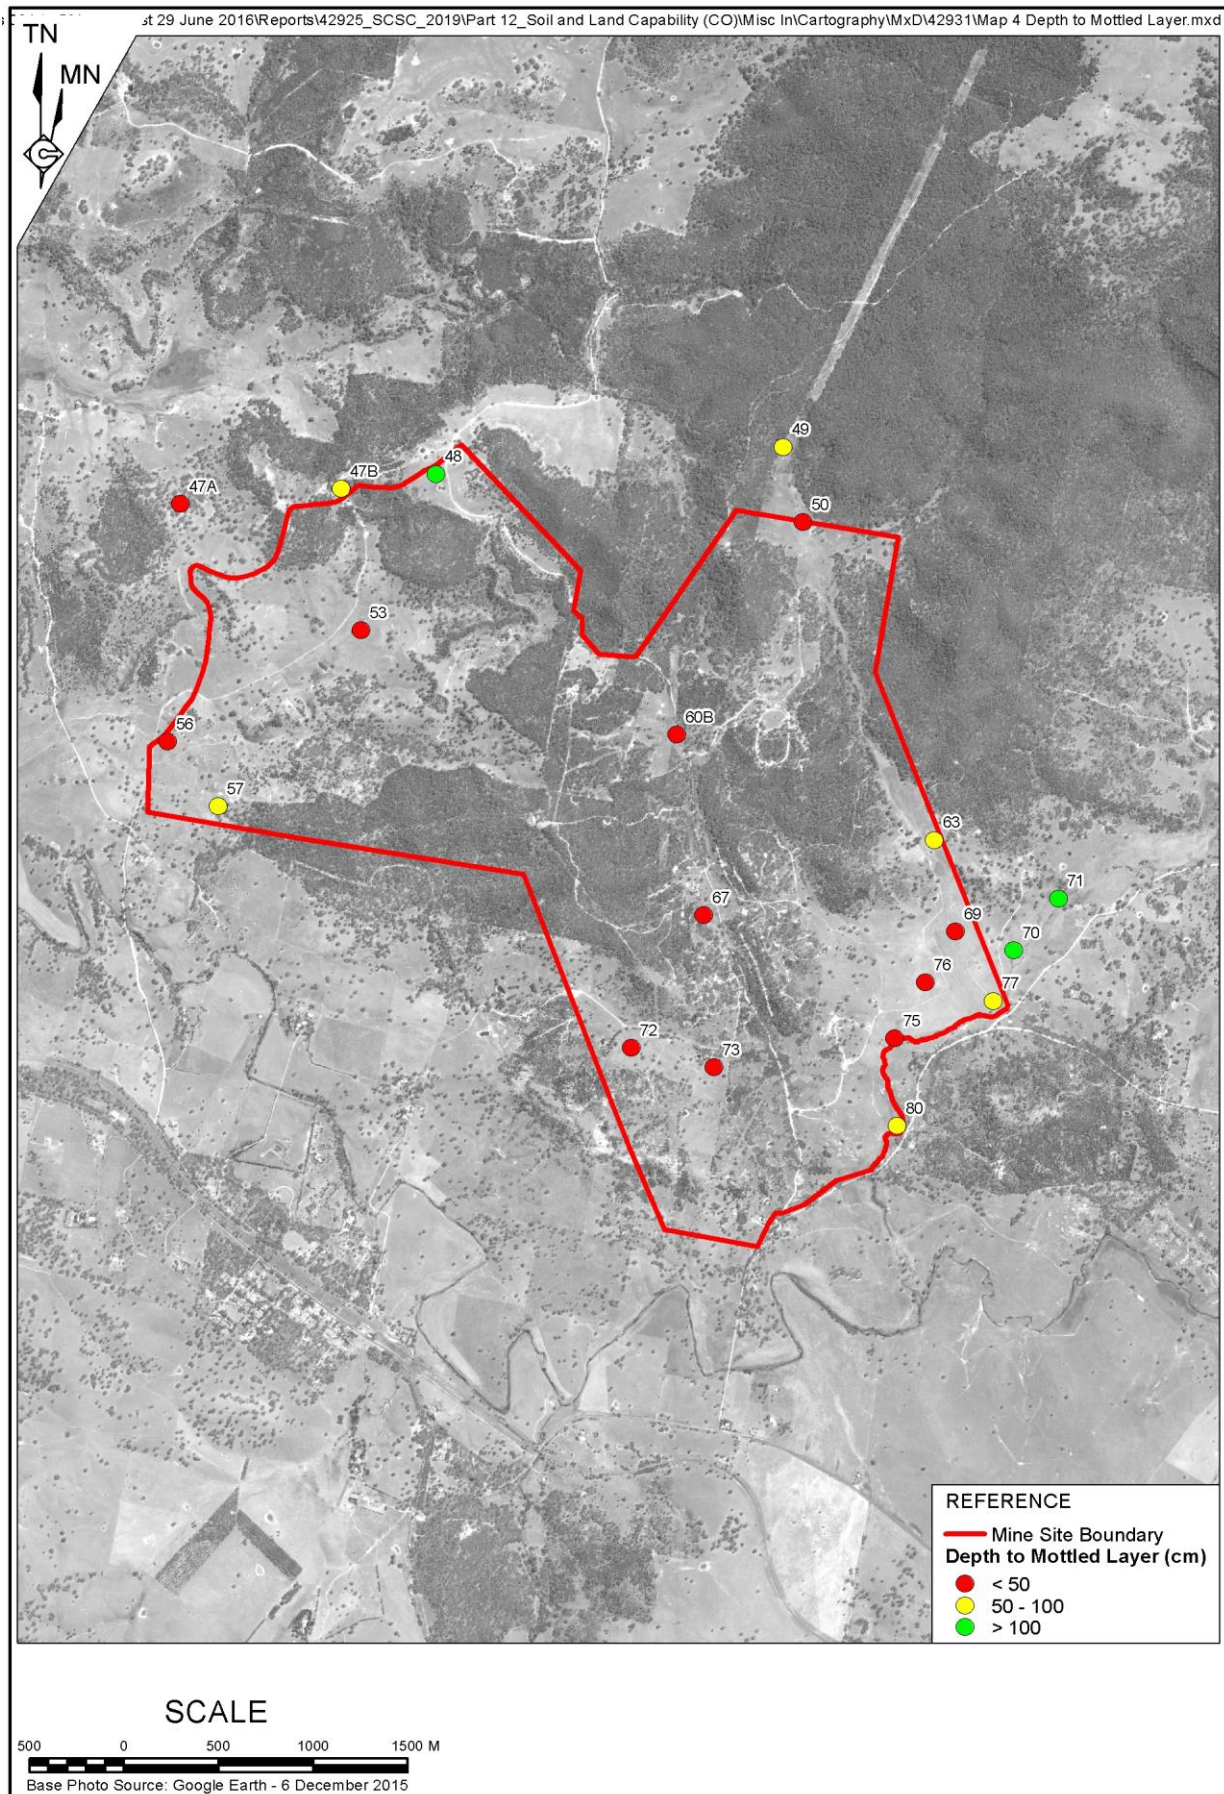 st 29 June 2016\Reports\42925_SCSC_2019\Part 12_Soil and Land Capability (CO)\Misc In\Cartography\MxD\42931\Map 4 Depth to Mottled Layer.mxd
TN
MN
49
48
47B
47A
50
53
60B
56
57
63
71
67
69
70
76
77
75
72
73
80
REFERENCE
Mine Site Boundary
Depth to Mottled Layer (cm)
< 50
50 - 100
> 100
SCALE
500 0 500 1000 1500 M
Base Photo Source: Google Earth - 6 December 2015